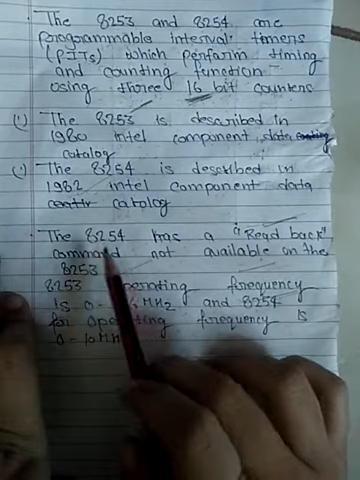 The 8253 and 8254 are
programmable interval timers
(PITs) which perform timing
and counting function
using three 16 bit counters
(i) The 8253 is described in
1980 intel component data
catalog
(i) The 8254 is described in
1982 intel component data
catalog
The 8254 has a "Read back"
command not available on the
8253
8253 operating frequency
is 0 - MHz and 8254
for operating frequency is
0 - 10 MH